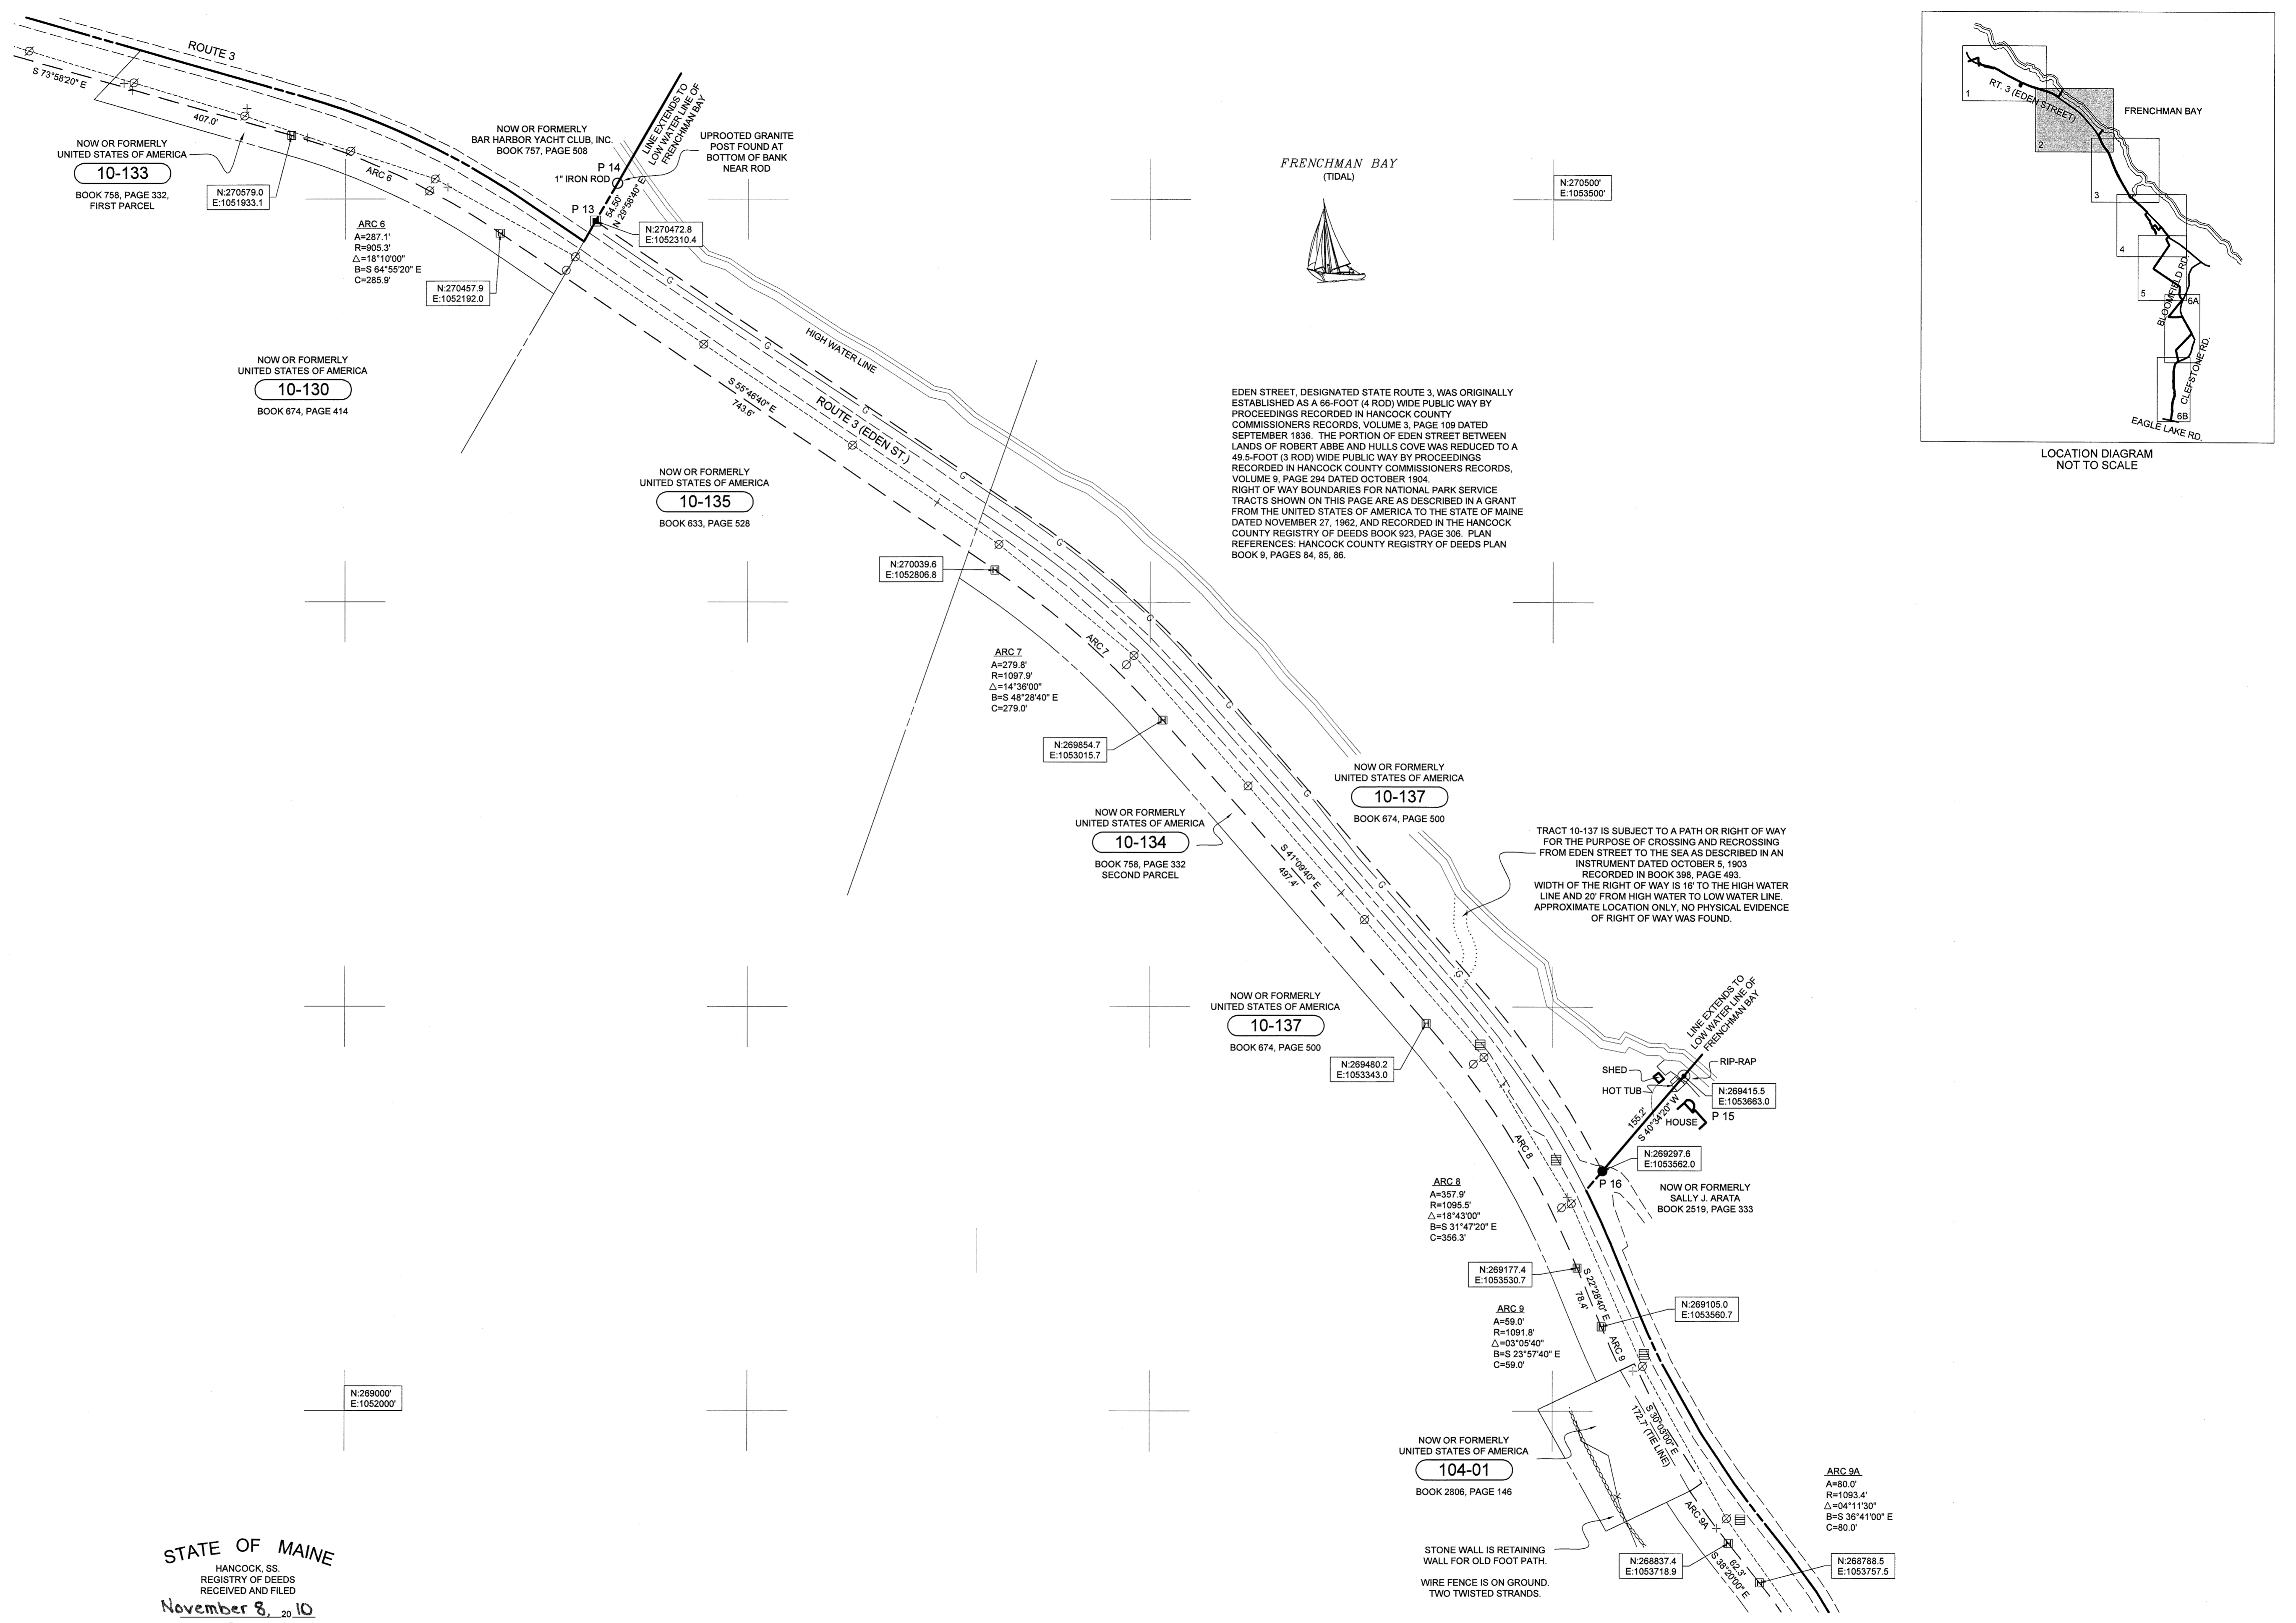 ROUTE 3
S 73°58'20" E
407.0'
NOW OR FORMERLY
UNITED STATES OF AMERICA
10-133
BOOK 758, PAGE 332,
FIRST PARCEL
N:270579.0
E:1051933.1
ARC 6
ARC 6
A=287.1'
R=905.3'
△=18°10'00"
B=S 64°55'20" E
C=285.9'
N:270457.9
E:1052192.0
NOW OR FORMERLY
BAR HARBOR YACHT CLUB, INC.
BOOK 757, PAGE 508
P 14
1" IRON ROD
P 13
54.50'
N 29°58'40" E
LINE EXTENDS TO
LOW WATER LINE OF
FRENCHMAN BAY
UPROOTED GRANITE
POST FOUND AT
BOTTOM OF BANK
NEAR ROD
N:270472.8
E:1052310.4
FRENCHMAN BAY
(TIDAL)
N:270500'
E:1053500'
1
RT. 3 (EDEN STREET)
FRENCHMAN BAY
2
3
4
5
BLOOMFIELD RD.
6A
CLEFSTONE RD.
6B
EAGLE LAKE RD.
LOCATION DIAGRAM
NOT TO SCALE
NOW OR FORMERLY
UNITED STATES OF AMERICA
10-130
BOOK 674, PAGE 414
HIGH WATER LINE
S 55°46'40" E
743.6'
ROUTE 3 (EDEN ST.)
G
G
G
G
G
G
G
G
G
G
NOW OR FORMERLY
UNITED STATES OF AMERICA
10-135
BOOK 633, PAGE 528
EDEN STREET, DESIGNATED STATE ROUTE 3, WAS ORIGINALLY
ESTABLISHED AS A 66-FOOT (4 ROD) WIDE PUBLIC WAY BY
PROCEEDINGS RECORDED IN HANCOCK COUNTY
COMMISSIONERS RECORDS, VOLUME 3, PAGE 109 DATED
SEPTEMBER 1836.  THE PORTION OF EDEN STREET BETWEEN
LANDS OF ROBERT ABBE AND HULLS COVE WAS REDUCED TO A
49.5-FOOT (3 ROD) WIDE PUBLIC WAY BY PROCEEDINGS
RECORDED IN HANCOCK COUNTY COMMISSIONERS RECORDS,
VOLUME 9, PAGE 294 DATED OCTOBER 1904.
RIGHT OF WAY BOUNDARIES FOR NATIONAL PARK SERVICE
TRACTS SHOWN ON THIS PAGE ARE AS DESCRIBED IN A GRANT
FROM THE UNITED STATES OF AMERICA TO THE STATE OF MAINE
DATED NOVEMBER 27, 1962, AND RECORDED IN THE HANCOCK
COUNTY REGISTRY OF DEEDS BOOK 923, PAGE 306.  PLAN
REFERENCES: HANCOCK COUNTY REGISTRY OF DEEDS PLAN
BOOK 9, PAGES 84, 85, 86.
N:270039.6
E:1052806.8
ARC 7
ARC 7
A=279.8'
R=1097.9'
△=14°36'00"
B=S 48°28'40" E
C=279.0'
N:269854.7
E:1053015.7
NOW OR FORMERLY
UNITED STATES OF AMERICA
10-137
BOOK 674, PAGE 500
NOW OR FORMERLY
UNITED STATES OF AMERICA
10-134
BOOK 758, PAGE 332
SECOND PARCEL
S 41°09'40" E
497.4'
TRACT 10-137 IS SUBJECT TO A PATH OR RIGHT OF WAY
FOR THE PURPOSE OF CROSSING AND RECROSSING
FROM EDEN STREET TO THE SEA AS DESCRIBED IN AN
INSTRUMENT DATED OCTOBER 5, 1903
RECORDED IN BOOK 398, PAGE 493.
WIDTH OF THE RIGHT OF WAY IS 16' TO THE HIGH WATER
LINE AND 20' FROM HIGH WATER TO LOW WATER LINE.
APPROXIMATE LOCATION ONLY, NO PHYSICAL EVIDENCE
OF RIGHT OF WAY WAS FOUND.
NOW OR FORMERLY
UNITED STATES OF AMERICA
10-137
BOOK 674, PAGE 500
N:269480.2
E:1053343.0
LINE EXTENDS TO
LOW WATER LINE OF
FRENCHMAN BAY
RIP-RAP
SHED
HOT TUB
HOUSE
155.2'
S 40°34'20" W
N:269415.5
E:1053663.0
P 15
N:269297.6
E:1053562.0
P 16
NOW OR FORMERLY
SALLY J. ARATA
BOOK 2519, PAGE 333
ARC 8
ARC 8
A=357.9'
R=1095.5'
△=18°43'00"
B=S 31°47'20" E
C=356.3'
N:269177.4
E:1053530.7
S 22°28'40" E
78.4'
N:269105.0
E:1053560.7
ARC 9
ARC 9
A=59.0'
R=1091.8'
△=03°05'40"
B=S 23°57'40" E
C=59.0'
N:269000'
E:1052000'
S 30°03'00" E
172.7' (TIE LINE)
NOW OR FORMERLY
UNITED STATES OF AMERICA
104-01
BOOK 2806, PAGE 146
ARC 9A
ARC 9A
A=80.0'
R=1093.4'
△=04°11'30"
B=S 36°41'00" E
C=80.0'
STONE WALL IS RETAINING
WALL FOR OLD FOOT PATH.
WIRE FENCE IS ON GROUND.
TWO TWISTED STRANDS.
N:268837.4
E:1053718.9
62.3'
S 38°20'00" E
N:268788.5
E:1053757.5
STATE OF MAINE
HANCOCK, SS.
REGISTRY OF DEEDS
RECEIVED AND FILED
November 8, 20 10